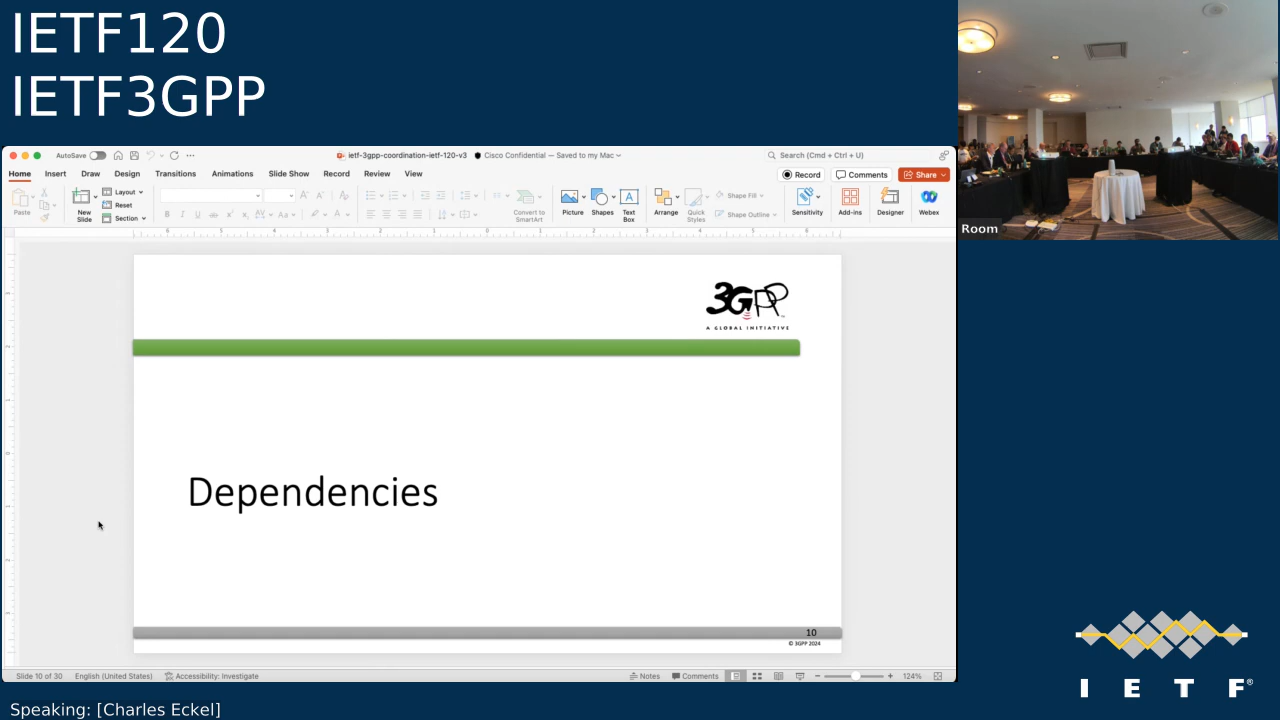 IETF120
IETF3GPP
AutoSave
ietf-3gpp-coordination-ietf-120-v3
Cisco Confidential — Saved to my Mac
Search (Cmd + Ctrl + U)
Home Insert Draw Design Transitions Animations Slide Show Record Review View
Record Comments Share
Paste
New Slide
Layout
Reset
Section
Convert to SmartArt
Picture
Shapes
Text Box
Arrange
Quick Styles
Shape Fill
Shape Outline
Sensitivity
Add-ins
Designer
Webex
Room
3GPP
A GLOBAL INITIATIVE
Dependencies
10
© 3GPP 2024
Slide 10 of 30 English (United States) Accessibility: Investigate
Notes Comments 124%
I E T F®
Speaking: [Charles Eckel]